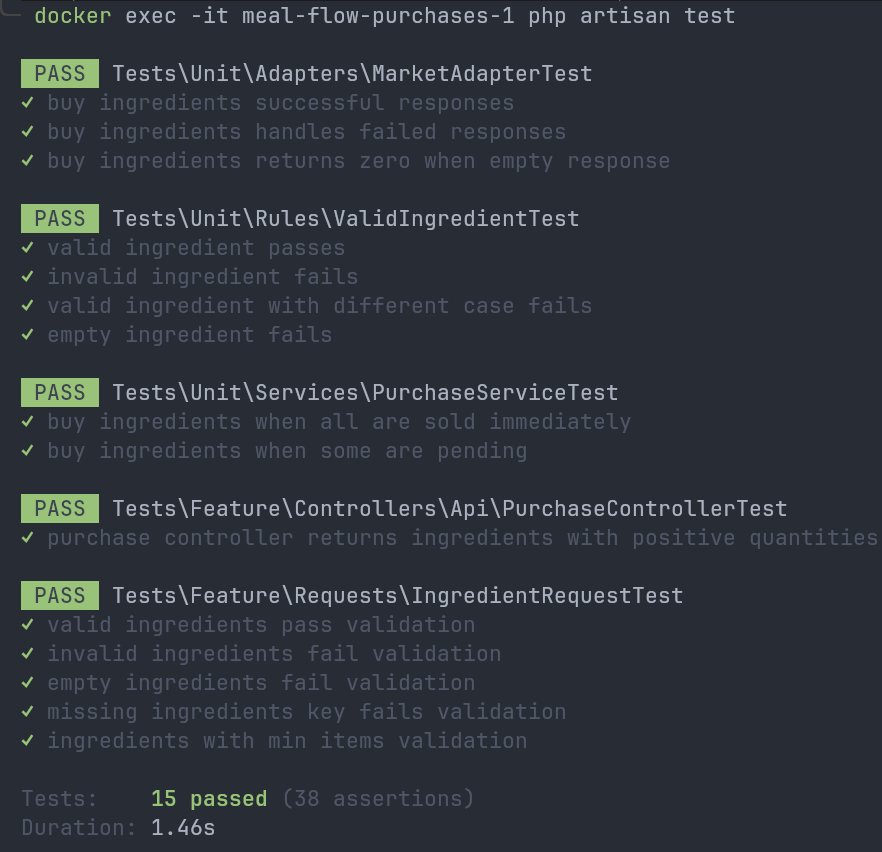 docker exec -it meal-flow-purchases-1 php artisan test
PASS Tests\Unit\Adapters\MarketAdapterTest
✓ buy ingredients successful responses
✓ buy ingredients handles failed responses
✓ buy ingredients returns zero when empty response
PASS Tests\Unit\Rules\ValidIngredientTest
✓ valid ingredient passes
✓ invalid ingredient fails
✓ valid ingredient with different case fails
✓ empty ingredient fails
PASS Tests\Unit\Services\PurchaseServiceTest
✓ buy ingredients when all are sold immediately
✓ buy ingredients when some are pending
PASS Tests\Feature\Controllers\Api\PurchaseControllerTest
✓ purchase controller returns ingredients with positive quantities
PASS Tests\Feature\Requests\IngredientRequestTest
✓ valid ingredients pass validation
✓ invalid ingredients fail validation
✓ empty ingredients fail validation
✓ missing ingredients key fails validation
✓ ingredients with min items validation
Tests: 15 passed (38 assertions)
Duration: 1.46s